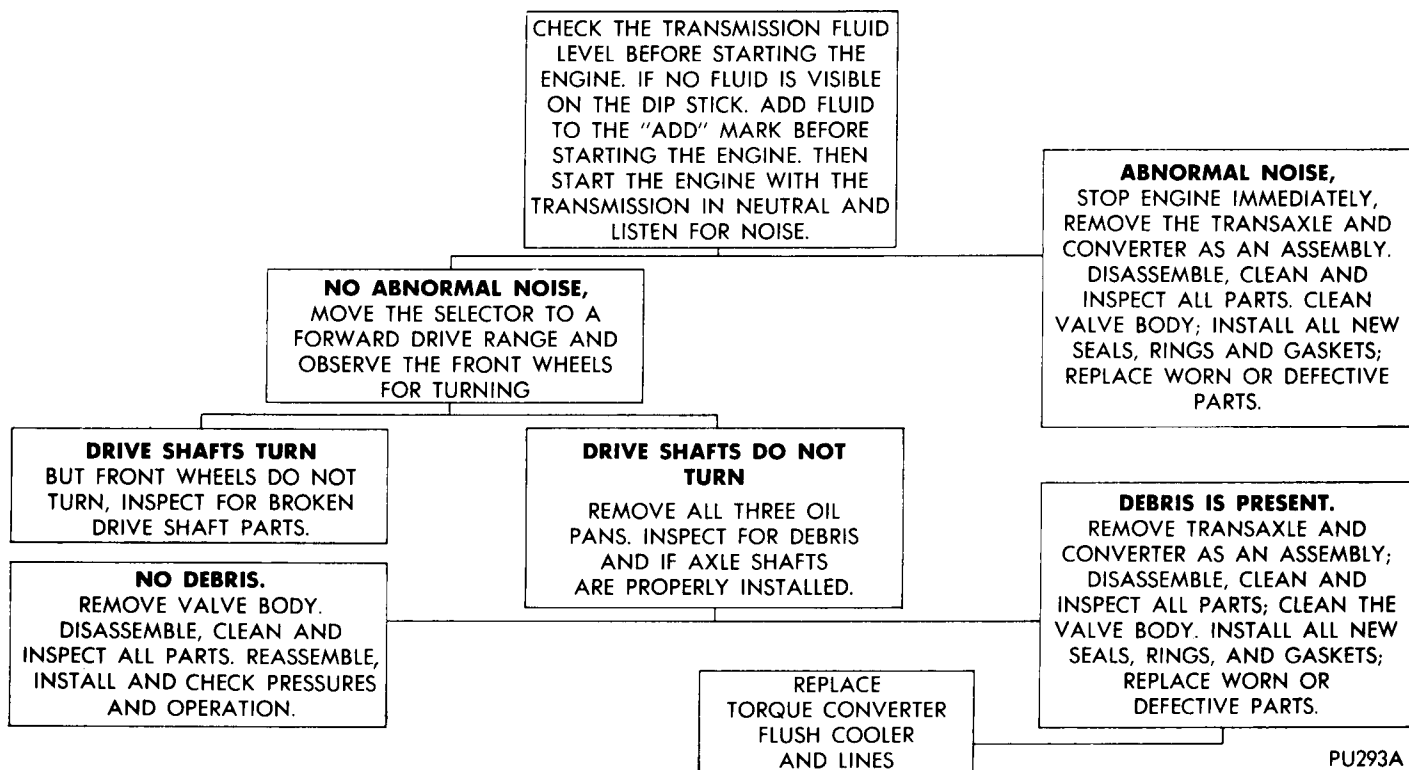 CHECK THE TRANSMISSION FLUID
LEVEL BEFORE STARTING THE
ENGINE. IF NO FLUID IS VISIBLE
ON THE DIP STICK. ADD FLUID
TO THE "ADD" MARK BEFORE
STARTING THE ENGINE. THEN
START THE ENGINE WITH THE
TRANSMISSION IN NEUTRAL AND
LISTEN FOR NOISE.
ABNORMAL NOISE,
STOP ENGINE IMMEDIATELY,
REMOVE THE TRANSAXLE AND
CONVERTER AS AN ASSEMBLY.
DISASSEMBLE, CLEAN AND
INSPECT ALL PARTS. CLEAN
VALVE BODY; INSTALL ALL NEW
SEALS, RINGS AND GASKETS;
REPLACE WORN OR DEFECTIVE
PARTS.
NO ABNORMAL NOISE,
MOVE THE SELECTOR TO A
FORWARD DRIVE RANGE AND
OBSERVE THE FRONT WHEELS
FOR TURNING
DRIVE SHAFTS TURN
BUT FRONT WHEELS DO NOT
TURN, INSPECT FOR BROKEN
DRIVE SHAFT PARTS.
DRIVE SHAFTS DO NOT
TURN
REMOVE ALL THREE OIL
PANS. INSPECT FOR DEBRIS
AND IF AXLE SHAFTS
ARE PROPERLY INSTALLED.
NO DEBRIS.
REMOVE VALVE BODY.
DISASSEMBLE, CLEAN AND
INSPECT ALL PARTS. REASSEMBLE,
INSTALL AND CHECK PRESSURES
AND OPERATION.
DEBRIS IS PRESENT.
REMOVE TRANSAXLE AND
CONVERTER AS AN ASSEMBLY;
DISASSEMBLE, CLEAN AND
INSPECT ALL PARTS; CLEAN THE
VALVE BODY. INSTALL ALL NEW
SEALS, RINGS, AND GASKETS;
REPLACE WORN OR
DEFECTIVE PARTS.
REPLACE
TORQUE CONVERTER
FLUSH COOLER
AND LINES
PU293A